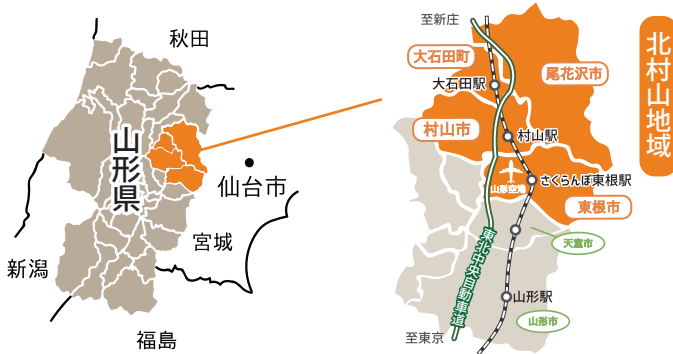 秋田
山形県
仙台市
宮城
新潟
福島
北村山地域
至新庄
大石田町
大石田駅
尾花沢市
村山市
村山駅
山形空港
さくらんぼ東根駅
東根市
天童市
東北中央自動車道
山形駅
山形市
至東京